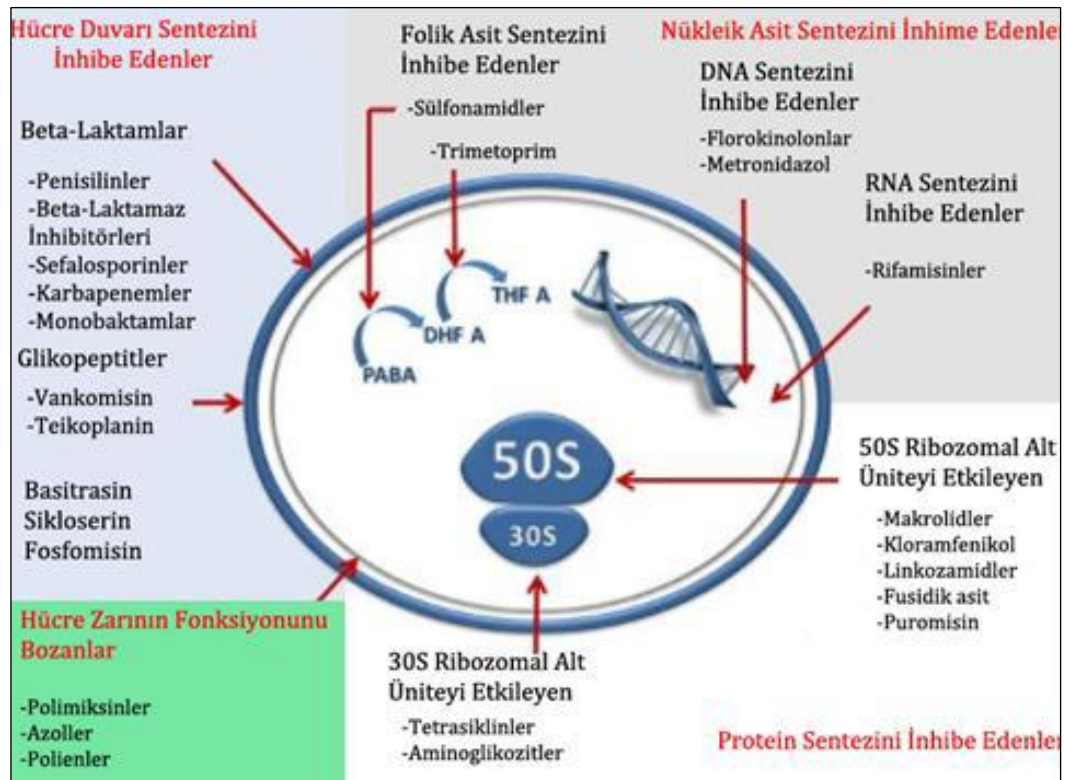 Hücre Duvarı Sentezini
İnhibe Edenler
Beta-Laktamlar
-Penisilinler
-Beta-Laktamaz
İnhibitörleri
-Sefalosporinler
-Karbapenemler
-Monobaktamlar
Glikopeptitler
-Vankomisin
-Teikoplanin
Basitrasin
Sikloserin
Fosfomisin
Hücre Zarının Fonksiyonunu
Bozanlar
-Polimiksinler
-Azoller
-Polienler
Folik Asit Sentezini
İnhibe Edenler
-Sülfonamidler
-Trimetoprim
PABA
DHF A
THF A
Nükleik Asit Sentezini İnhime Edenle
DNA Sentezini
İnhibe Edenler
-Florokinolonlar
-Metronidazol
RNA Sentezini
İnhibe Edenler
-Rifamisinler
50S
30S
50S Ribozomal Alt
Üniteyi Etkileyen
-Makrolidler
-Kloramfenikol
-Linkozamidler
-Fusidik asit
-Puromisin
30S Ribozomal Alt
Üniteyi Etkileyen
-Tetrasiklinler
-Aminoglikozitler
Protein Sentezini İnhibe Edenle